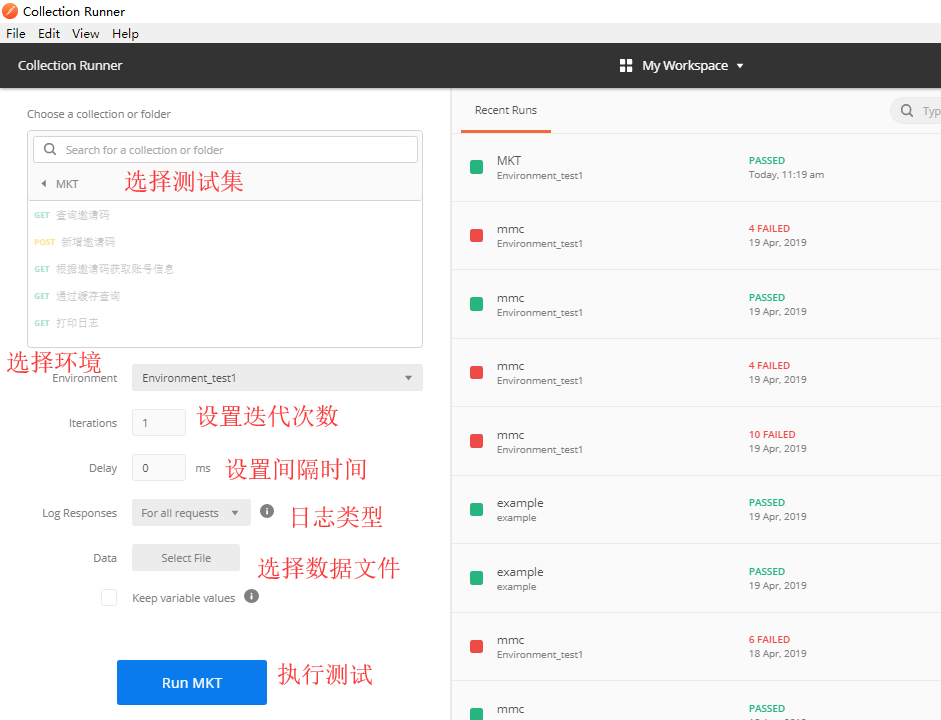 Collection Runner
File Edit View Help
Collection Runner
My Workspace
Choose a collection or folder
Search for a collection or folder
MKT
选择测试集
GET 查询邀请码
POST 新增邀请码
GET 根据邀请码获取账号信息
GET 通过缓存查询
GET 打印日志
选择环境
Environment Environment_test1
Iterations 1 设置迭代次数
Delay 0 ms 设置间隔时间
Log Responses For all requests 日志类型
Data Select File 选择数据文件
Keep variable values
Run MKT 执行测试
Recent Runs
Typ
MKT PASSED
Environment_test1 Today, 11:19 am
mmc 4 FAILED
Environment_test1 19 Apr, 2019
mmc PASSED
Environment_test1 19 Apr, 2019
mmc 4 FAILED
Environment_test1 19 Apr, 2019
mmc 10 FAILED
Environment_test1 19 Apr, 2019
example PASSED
example 19 Apr, 2019
example PASSED
example 19 Apr, 2019
mmc 6 FAILED
Environment_test1 18 Apr, 2019
mmc PASSED